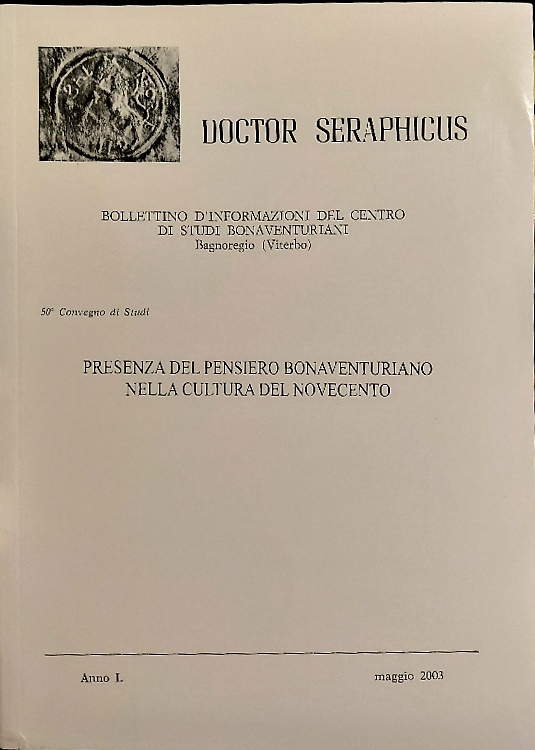 DOCTOR SERAPHICUS
BOLLETTINO D'INFORMAZIONI DEL CENTRO
DI STUDI BONAVENTURIANI
Bagnoregio (Viterbo)
50° Convegno di Studi
PRESENZA DEL PENSIERO BONAVENTURIANO
NELLA CULTURA DEL NOVECENTO
Anno L
maggio 2003